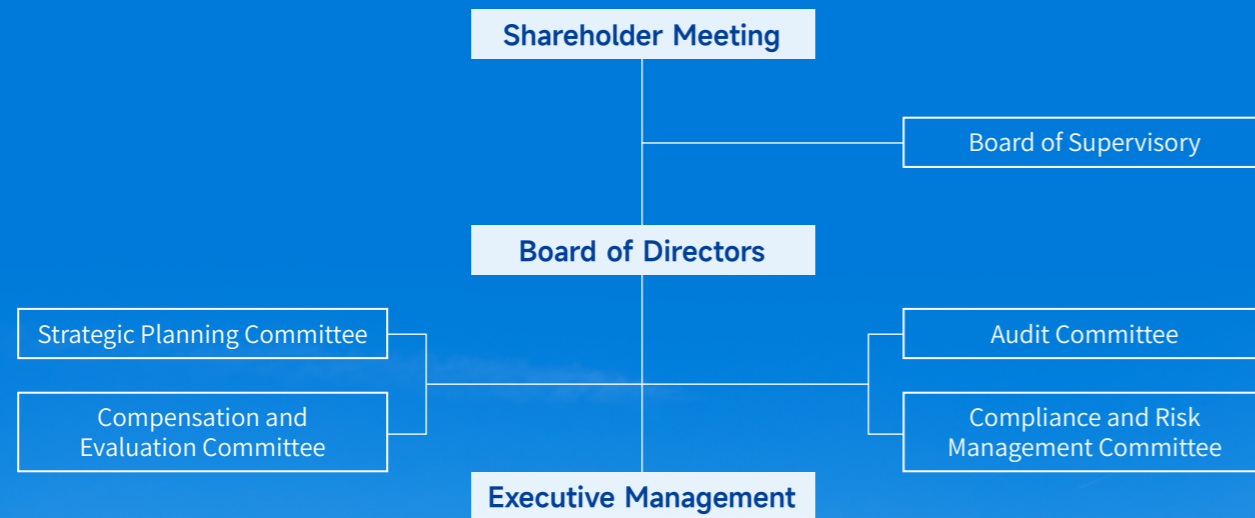 Shareholder Meeting
Board of Supervisory
Board of Directors
Strategic Planning Committee
Audit Committee
Compensation and
Evaluation Committee
Compliance and Risk
Management Committee
Executive Management